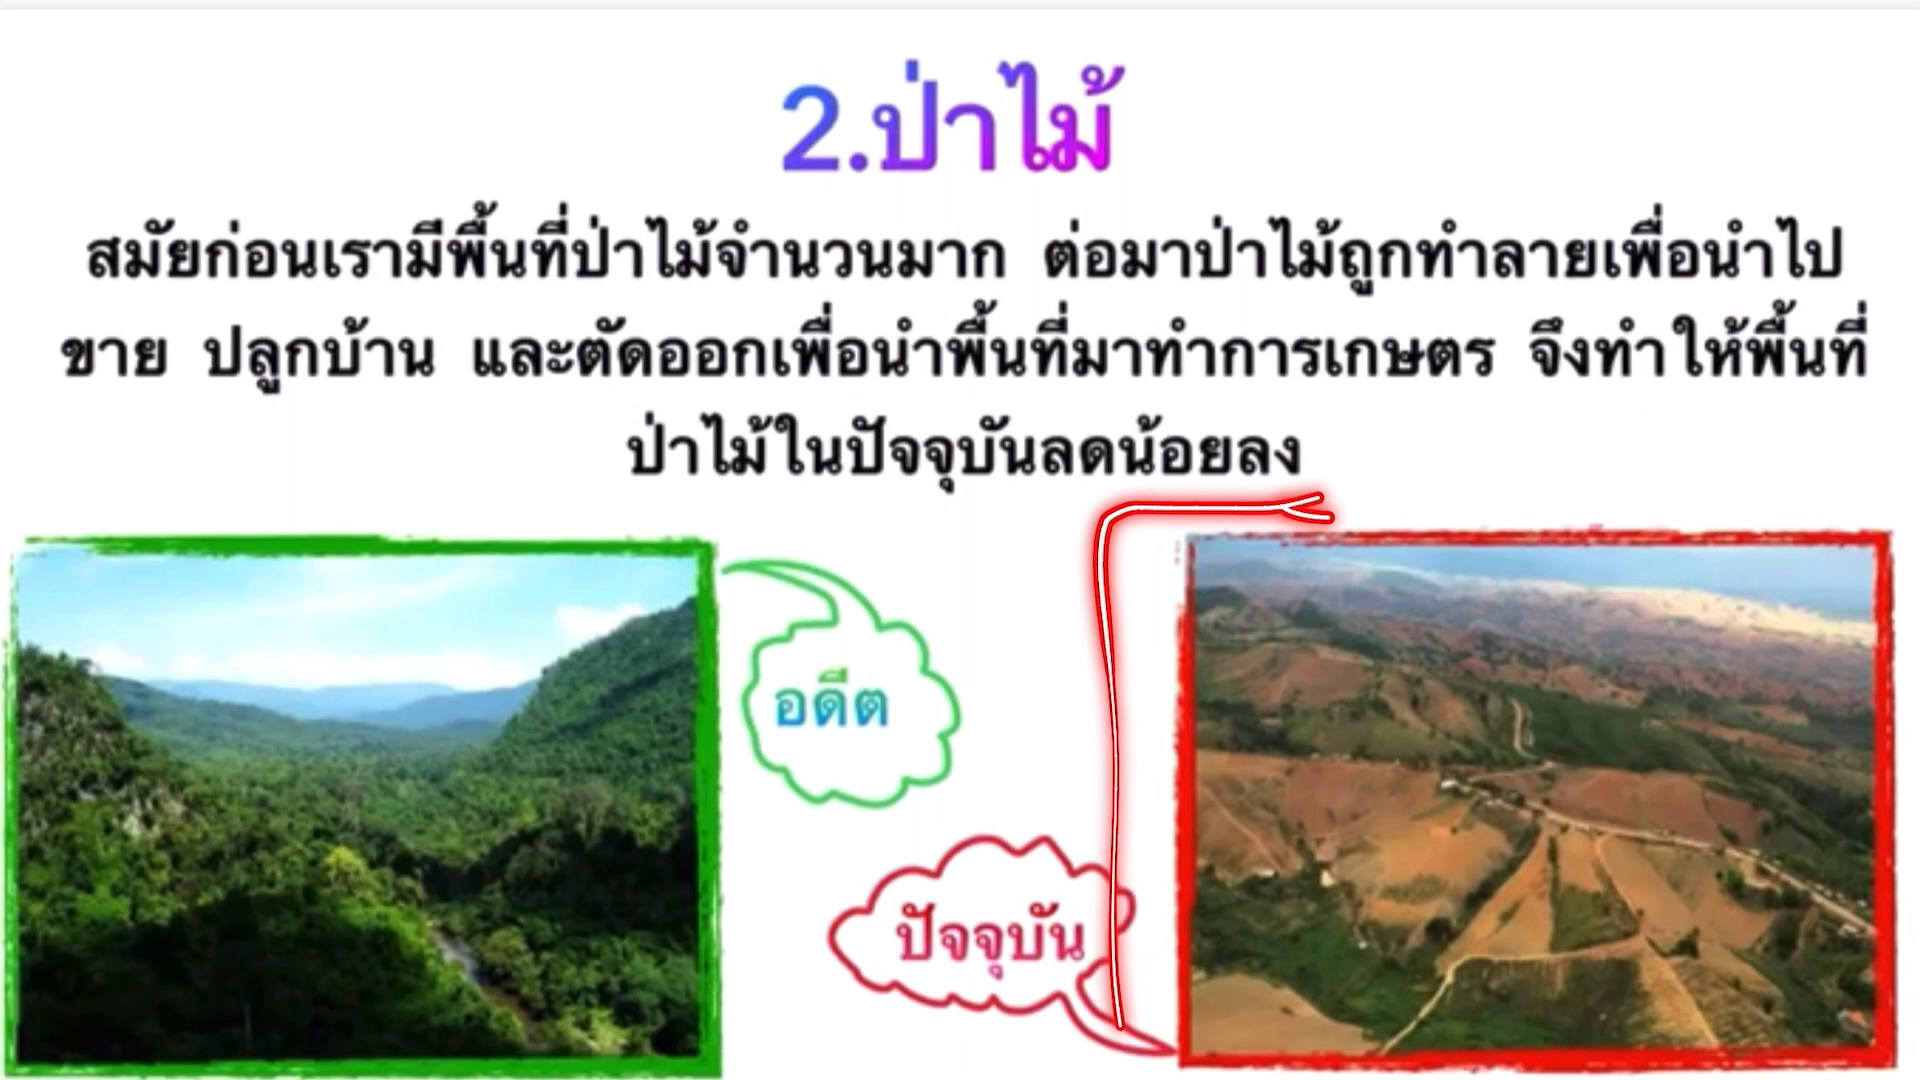 2.ป่าไม้
สมัยก่อนเรามีพื้นที่ป่าไม้จำนวนมาก ต่อมาป่าไม้ถูกทำลายเพื่อนำไป
ขาย ปลูกบ้าน และตัดออกเพื่อนำพื้นที่มาทำการเกษตร จึงทำให้พื้นที่
ป่าไม้ในปัจจุบันลดน้อยลง
อดีต
ปัจจุบัน